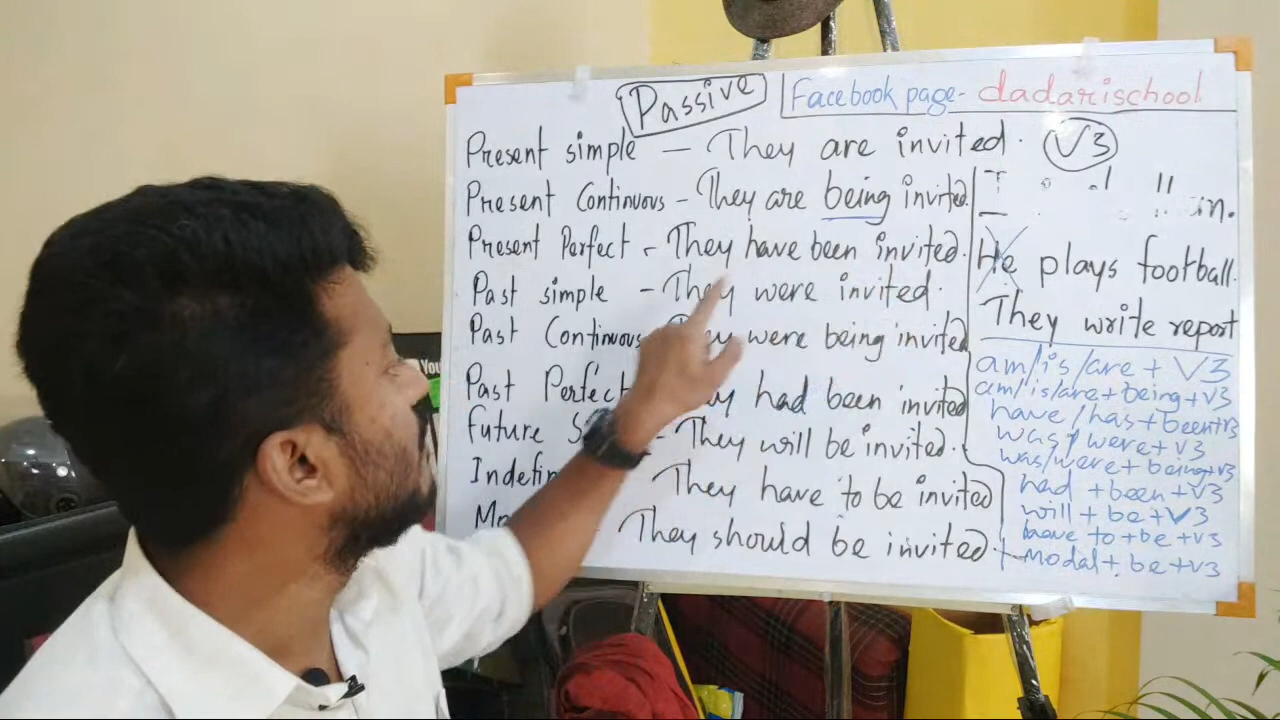 Passive
Facebook page- dadarischool
Present simple - They are invited. V3
Present Continuous - They are being invited.
Present Perfect - They have been invited.
Past simple - They were invited.
Past Continuous They were being invited
Past Perfect had been invited
Future - They will be invited.
They have to be invited
They should be invited.
in.
He plays football.
They write report
am/is/are + V3
am/is/are+being+V3
have/has+been+V3
was/were+V3
was/were+being+V3
had +been+V3
will+be+V3
have to+be+V3
Modal+be+V3
You